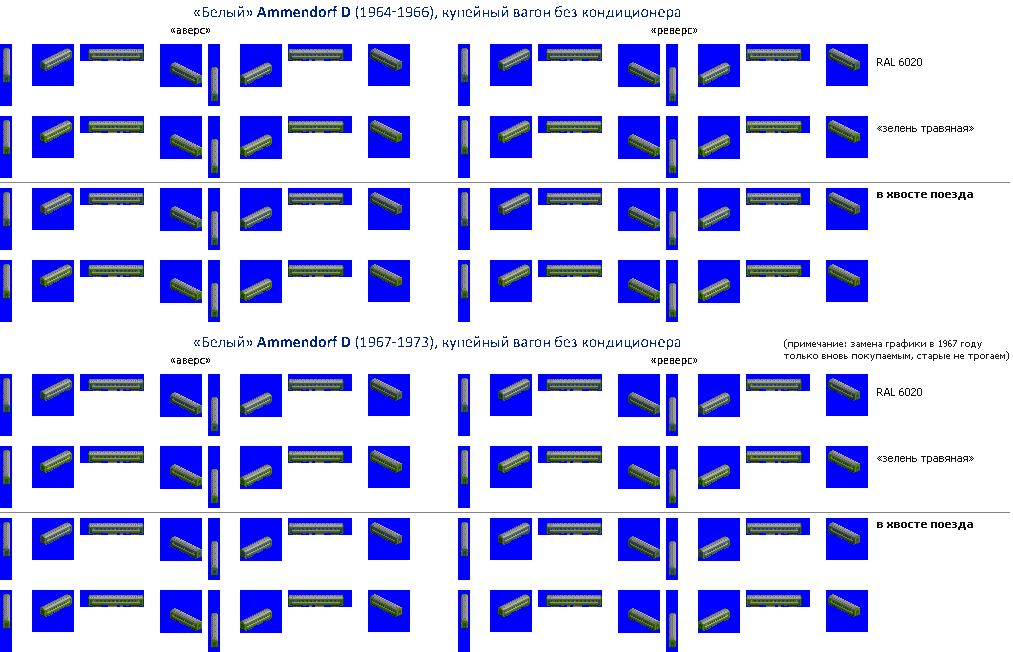 «Белый» Ammendorf D (1964-1966), купейный вагон без кондиционера
«аверс» «реверс»
RAL 6020
«зелень травяная»
в хвосте поезда
«Белый» Ammendorf D (1967-1973), купейный вагон без кондиционера
(примечание: замена графики в 1967 году
только вновь покупаемым, старые не трогаем)
«аверс» «реверс»
RAL 6020
«зелень травяная»
в хвосте поезда